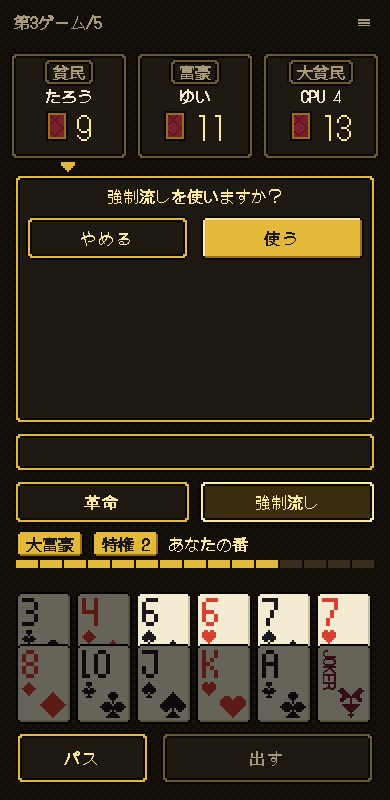 第3ゲーム/5
貧民 富豪 大貧民
たろう ゆい CPU 4
9 11 13
強制流しを使いますか?
やめる 使う
革命 強制流し
大富豪 特権 2 あなたの番
3 4 6 6 7 7
8 10 J K A JOKER
パス 出す